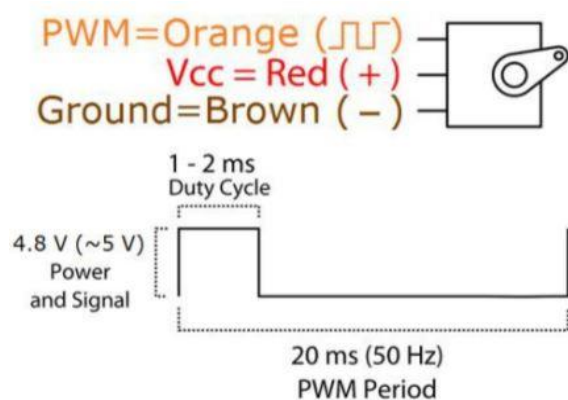 PWM=Orange (⎍⎍)
Vcc = Red (+)
Ground=Brown (−)
1 - 2 ms
Duty Cycle
4.8 V (~5 V)
Power
and Signal
20 ms (50 Hz)
PWM Period